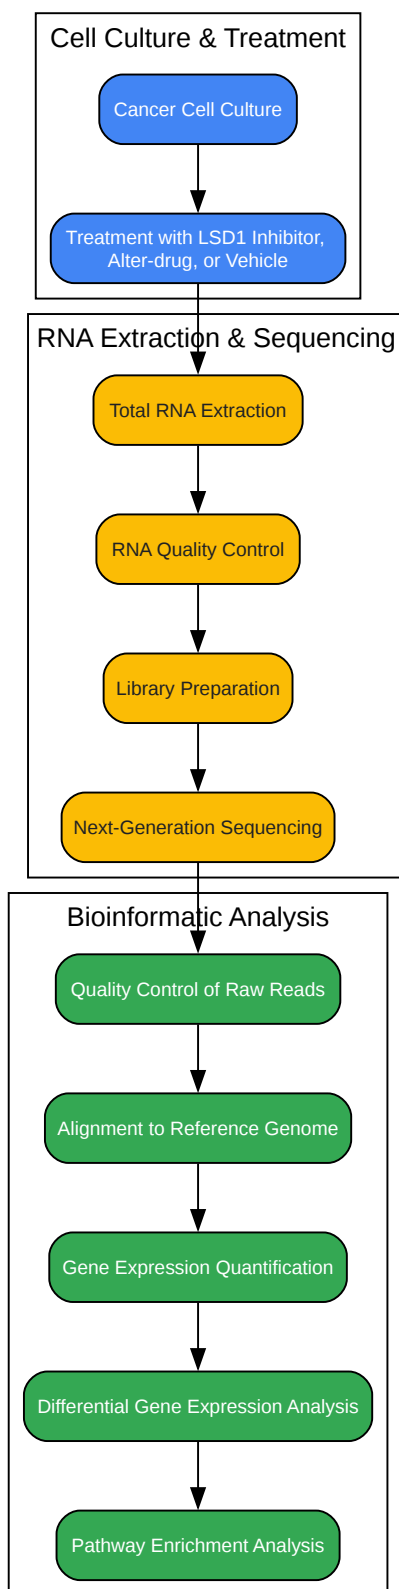 Cell Culture & Treatment
Cancer Cell Culture
Treatment with LSD1 Inhibitor,
Alter-drug, or Vehicle
RNA Extraction & Sequencing
Total RNA Extraction
RNA Quality Control
Library Preparation
Next-Generation Sequencing
Bioinformatic Analysis
Quality Control of Raw Reads
Alignment to Reference Genome
Gene Expression Quantification
Differential Gene Expression Analysis
Pathway Enrichment Analysis